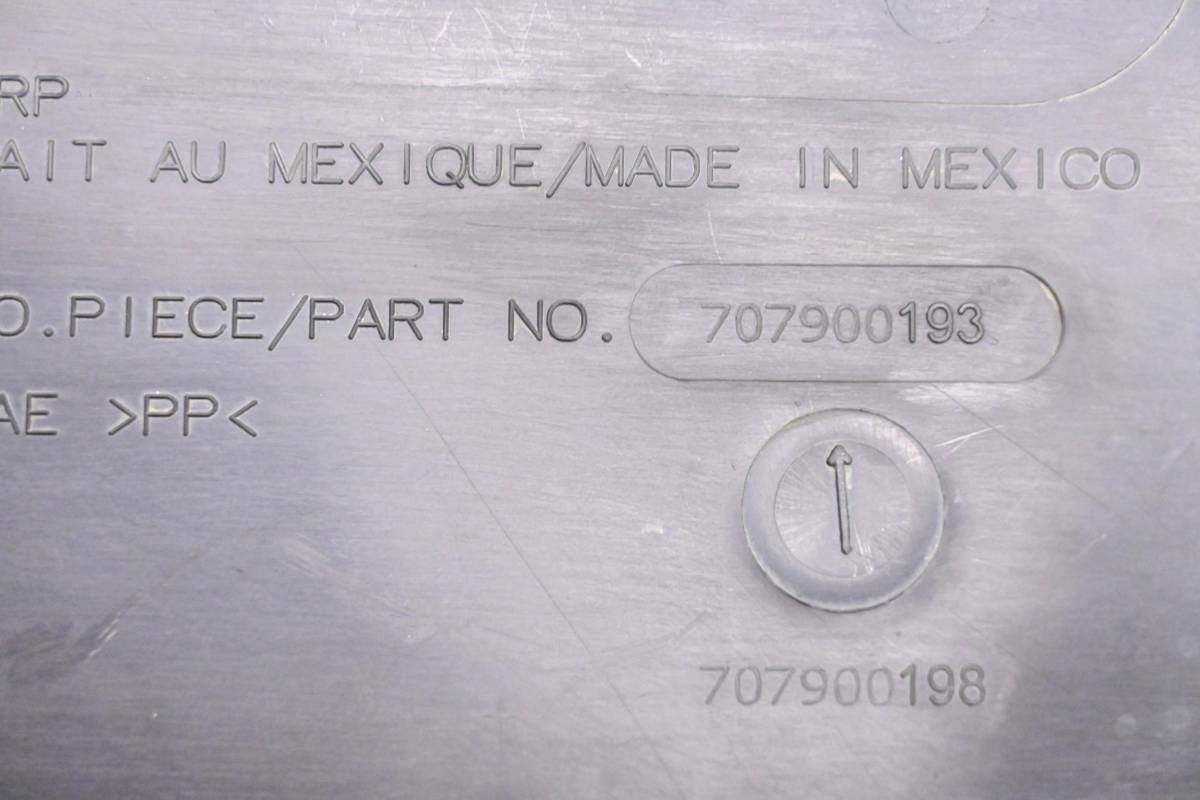 RP
AIT AU MEXIQUE/MADE IN MEXICO
O.PIECE/PART NO. 707900193
AE >PP<
707900198